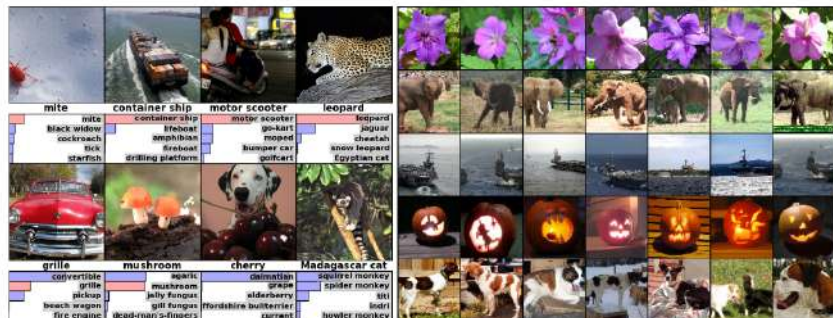 mite
container ship
motor scooter
leopard
mite
black widow
cockroach
tick
starfish
container ship
lifeboat
amphibian
fireboat
drilling platform
motor scooter
go-kart
moped
bumper car
golfcart
leopard
jaguar
cheetah
snow leopard
Egyptian cat
grille
mushroom
cherry
Madagascar cat
convertible
grille
pickup
beach wagon
fire engine
agaric
mushroom
jelly fungus
gill fungus
dead-man's-fingers
dalmatian
grape
elderberry
ffordshire bullterrier
currant
squirrel monkey
spider monkey
titi
indri
howler monkey